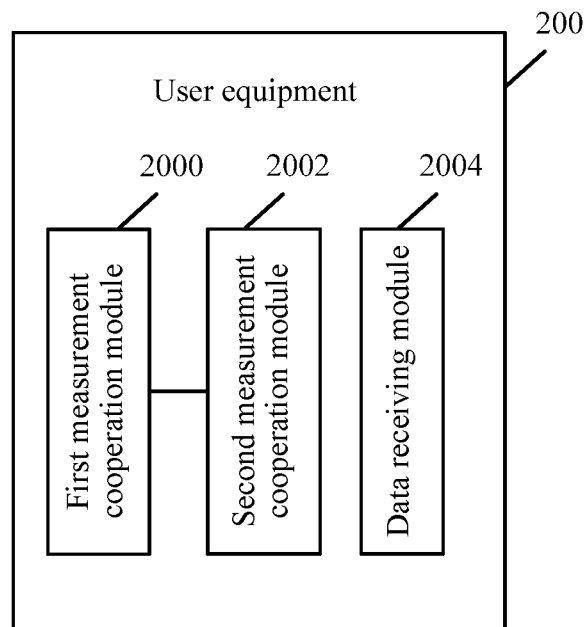 200
User equipment
2000
2002
2004
First measurement
cooperation module
Second measurement
cooperation module
Data receiving module